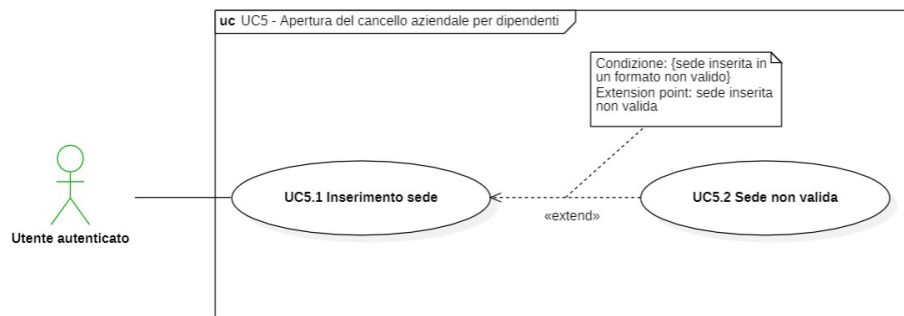 uc UC5 - Apertura del cancello aziendale per dipendenti
Condizione: {sede inserita in
un formato non valido}
Extension point: sede inserita
non valida
UC5.1 Inserimento sede
UC5.2 Sede non valida
«extend»
Utente autenticato